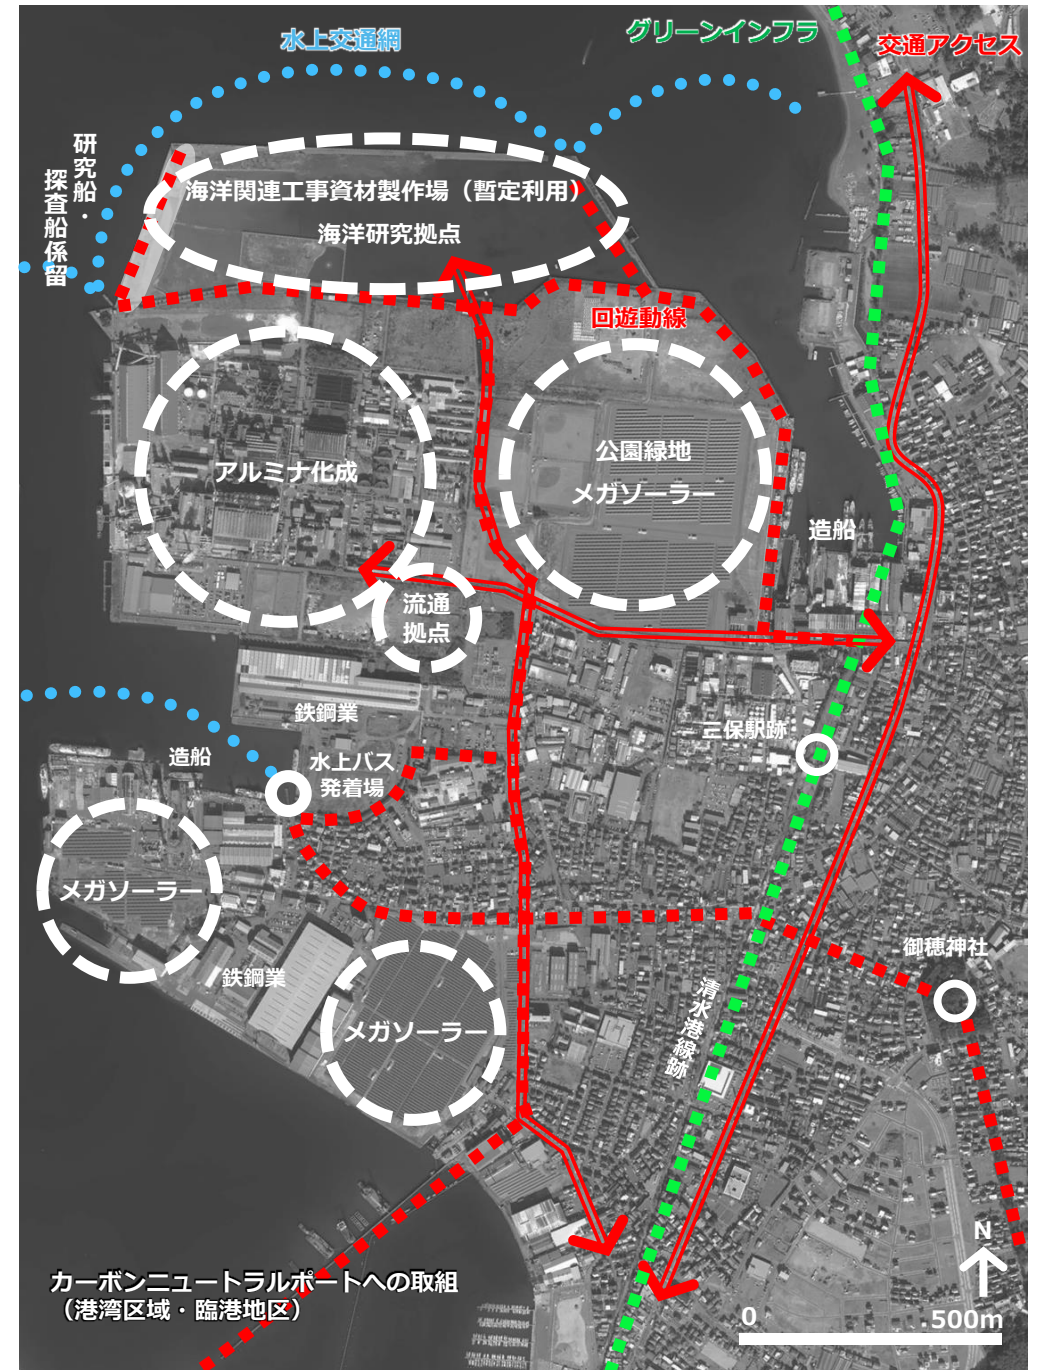 水上交通網
グリーンインフラ
交通アクセス
研究船・
探査船係留
海洋関連工事資材製作場（暫定利用）
海洋研究拠点
回遊動線
アルミナ化成
公園緑地
メガソーラー
造船
流通
拠点
鉄鋼業
三保駅跡
造船
水上バス
発着場
メガソーラー
御穂神社
鉄鋼業
清水港線跡
メガソーラー
N
カーボンニュートラルポートへの取組
（港湾区域・臨港地区）
0
500m